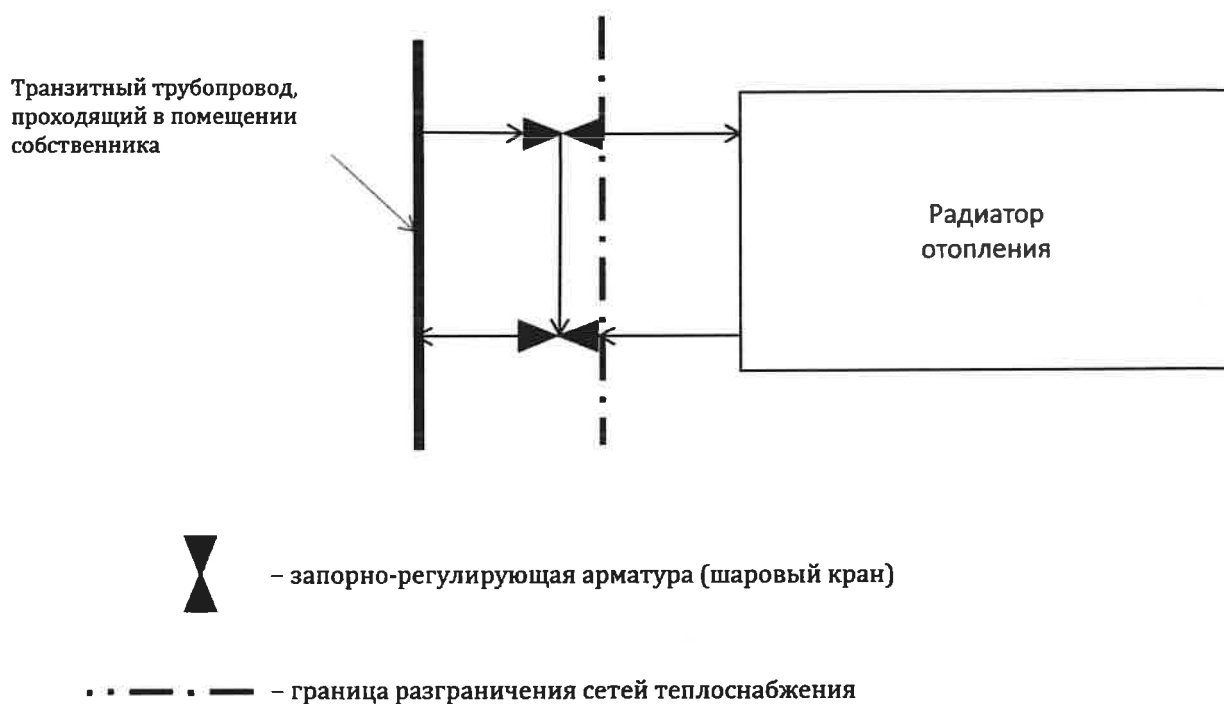 Транзитный трубопровод,
проходящий в помещении
собственника
Радиатор
отопления
– запорно-регулирующая арматура (шаровый кран)
– граница разграничения сетей теплоснабжения